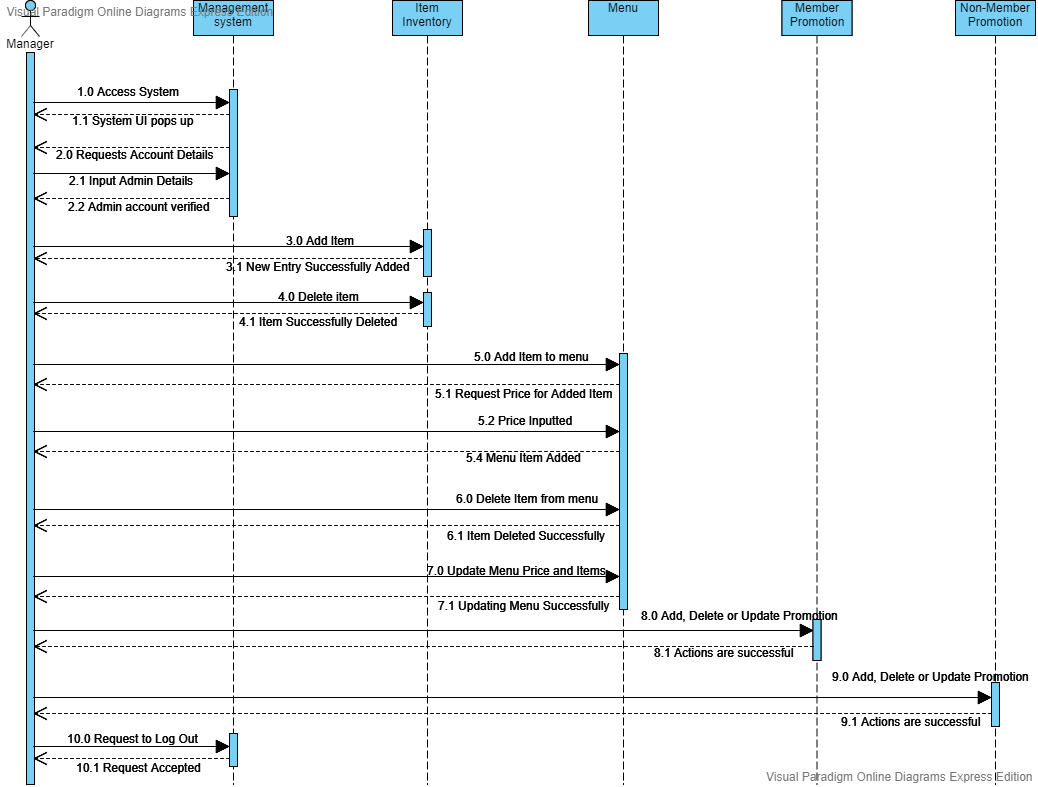 Visual Paradigm Online Diagrams Express Edition
Manager
Management
system
Item
Inventory
Menu
Member
Promotion
Non-Member
Promotion
1.0 Access System
1.1 System UI pops up
2.0 Requests Account Details
2.1 Input Admin Details
2.2 Admin account verified
3.0 Add Item
3.1 New Entry Successfully Added
4.0 Delete item
4.1 Item Successfully Deleted
5.0 Add Item to menu
5.1 Request Price for Added Item
5.2 Price Inputted
5.4 Menu Item Added
6.0 Delete Item from menu
6.1 Item Deleted Successfully
7.0 Update Menu Price and Items
7.1 Updating Menu Successfully
8.0 Add, Delete or Update Promotion
8.1 Actions are successful
9.0 Add, Delete or Update Promotion
9.1 Actions are successful
10.0 Request to Log Out
10.1 Request Accepted
Visual Paradigm Online Diagrams Express Edition